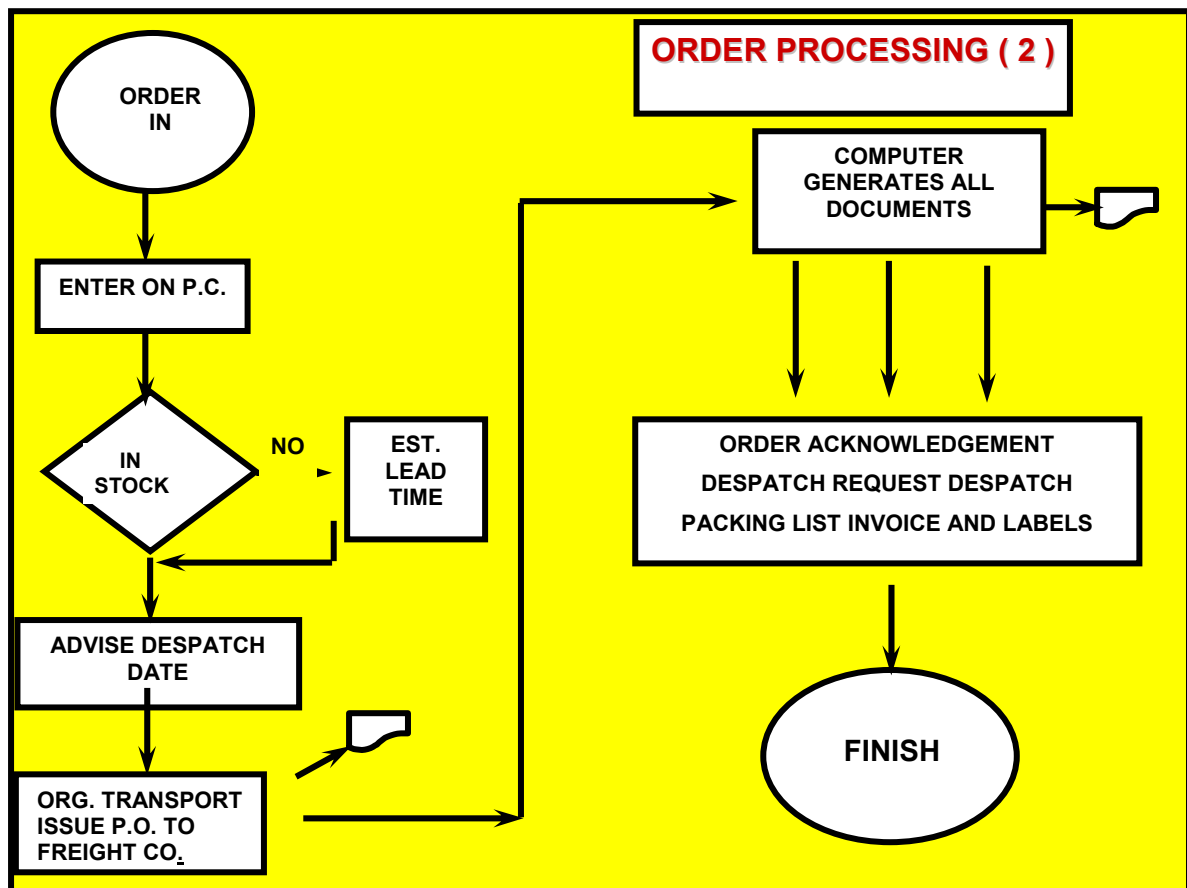 ORDER
IN
ENTER ON P.C.
IN
STOCK
NO
EST.
LEAD
TIME
ADVISE DESPATCH
DATE
ORG. TRANSPORT
ISSUE P.O. TO
FREIGHT CO.
ORDER PROCESSING ( 2 )
COMPUTER
GENERATES ALL
DOCUMENTS
ORDER ACKNOWLEDGEMENT
DESPATCH REQUEST DESPATCH
PACKING LIST INVOICE AND LABELS
FINISH